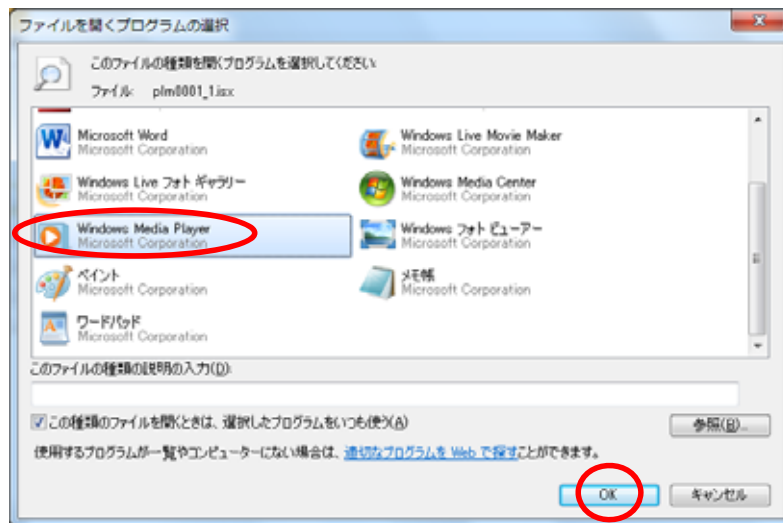 ファイルを開くプログラムの選択
このファイルの種類を開くプログラムを選択してください
ファイル: plm0001_1.isx
Microsoft Word
Microsoft Corporation
Windows Live Movie Maker
Microsoft Corporation
Windows Live フォト ギャラリー
Microsoft Corporation
Windows Media Center
Microsoft Corporation
Windows Media Player
Microsoft Corporation
Windows フォト ビューアー
Microsoft Corporation
ペイント
Microsoft Corporation
メモ帳
Microsoft Corporation
ワードパッド
Microsoft Corporation
このファイルの種類の説明の入力(D):
この種類のファイルを開くときは、選択したプログラムをいつも使う(A)
参照(B)...
使用するプログラムが一覧やコンピューターにない場合は、適切なプログラムを Web で探すことができます。
OK
キャンセル